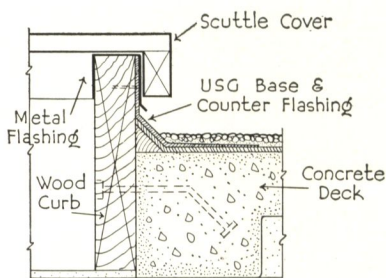 Scuttle Cover
USG Base &
Counter Flashing
Metal
Flashing
Wood
Curb
Concrete
Deck